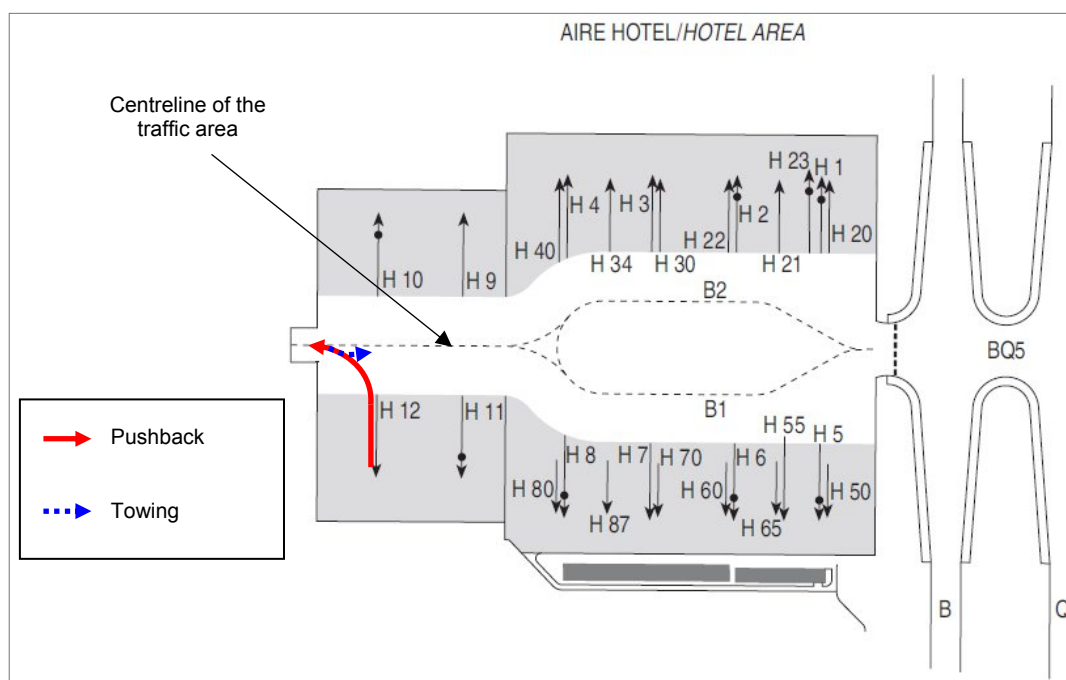 AIRE HOTEL/HOTEL AREA
Centreline of the
traffic area
H 23
H 1
H 4
H 3
H 2
H 40
H 22
H 20
H 10
H 9
H 34
H 30
H 21
B2
BQ5
B1
H 12
H 11
H 55
H 5
H 8
H 7
H 70
H 6
H 80
H 60
H 50
H 87
H 65
Pushback
Towing
B
Q